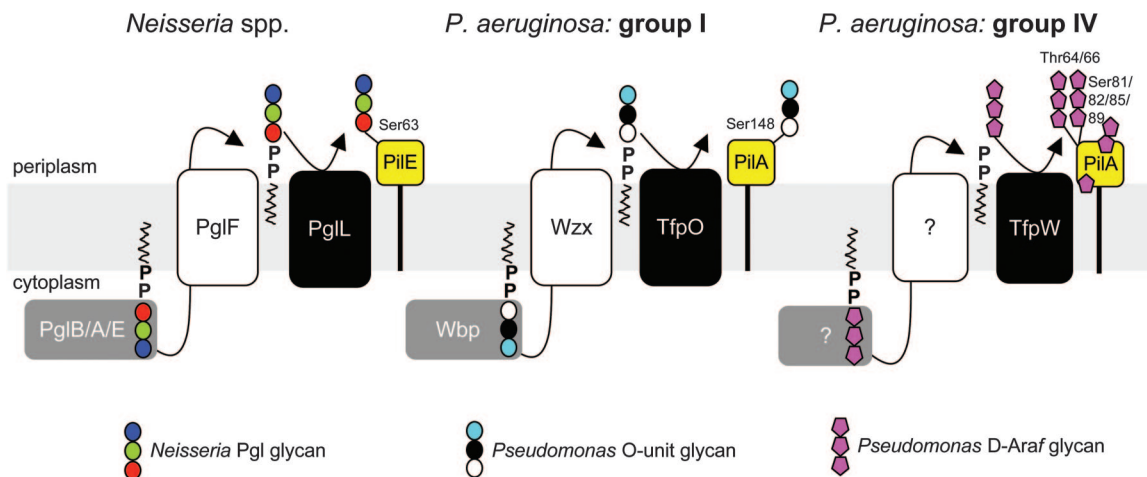 Neisseria spp.
P. aeruginosa: group I
P. aeruginosa: group IV
periplasm
cytoplasm
PglB/A/E
P
P
PglF
P
P
PglL
Ser63
PilE
Wbp
P
P
Wzx
P
P
TfpO
Ser148
PilA
?
P
P
?
P
P
TfpW
Thr64/66
Ser81/
82/85/
89
PilA
Neisseria Pgl glycan
Pseudomonas O-unit glycan
Pseudomonas D-Araf glycan